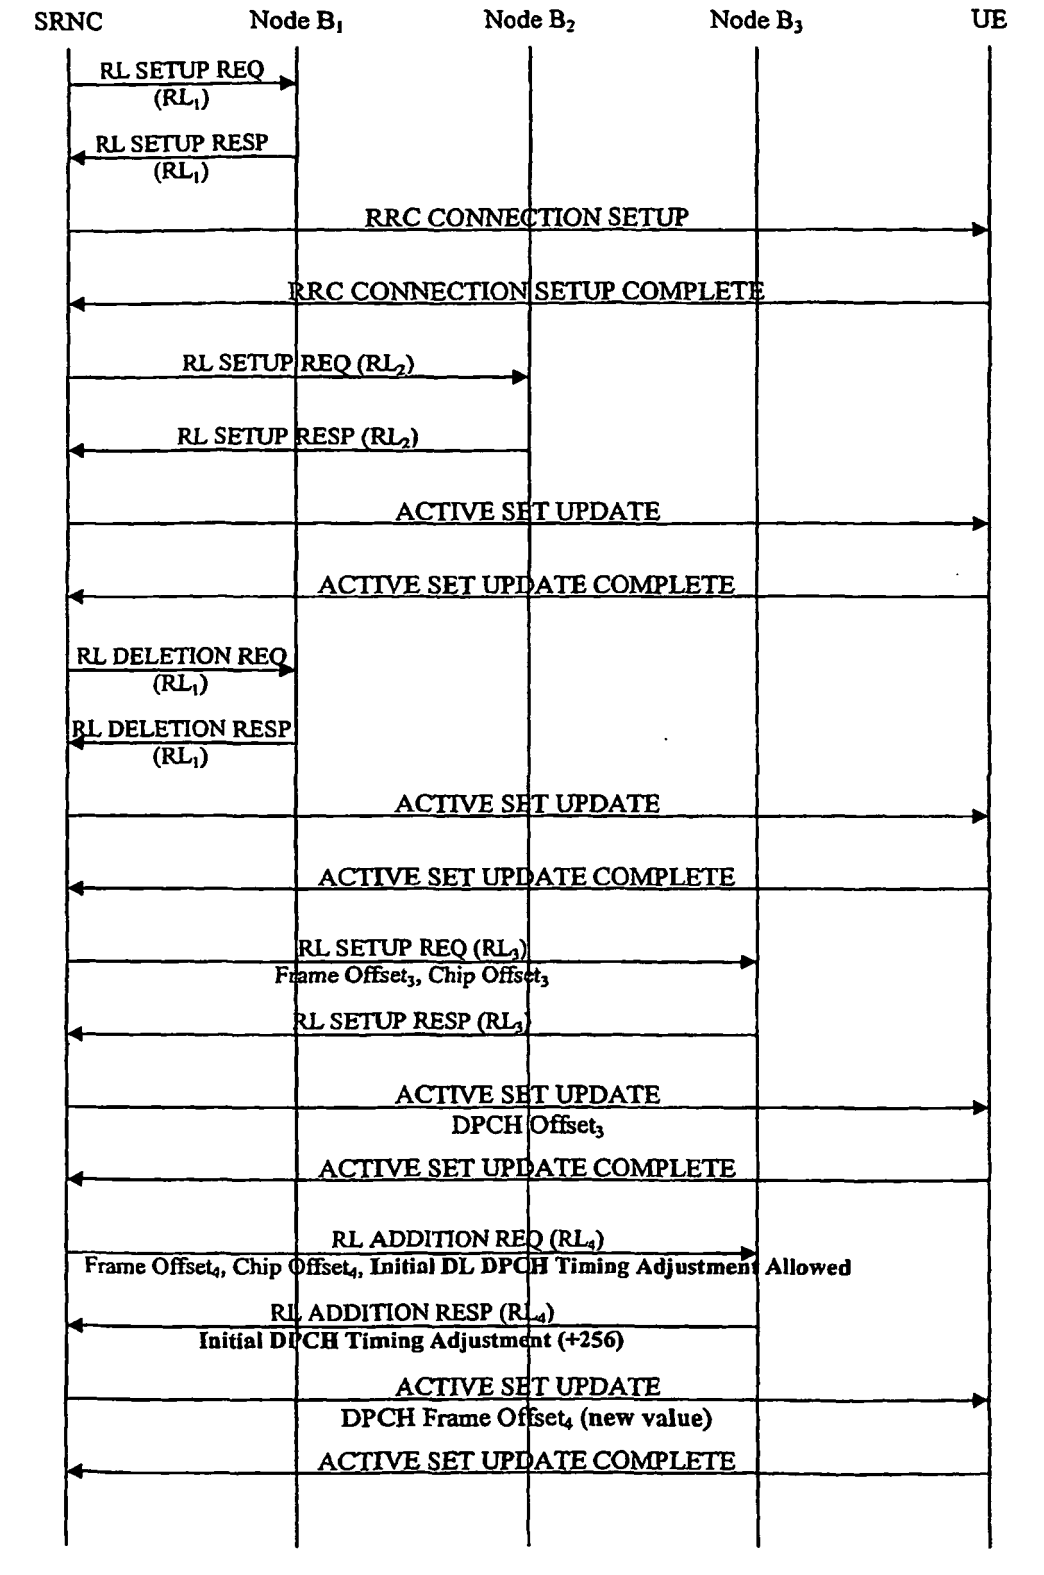 SRNC Node B₁ Node B₂ Node B₃ UE
RL SETUP REQ
(RL₁)
RL SETUP RESP
(RL₁)
RRC CONNECTION SETUP
RRC CONNECTION SETUP COMPLETE
RL SETUP REQ (RL₂)
RL SETUP RESP (RL₂)
ACTIVE SET UPDATE
ACTIVE SET UPDATE COMPLETE
RL DELETION REQ
(RL₁)
RL DELETION RESP
(RL₁)
ACTIVE SET UPDATE
ACTIVE SET UPDATE COMPLETE
RL SETUP REQ (RL₃)
Frame Offset₃, Chip Offset₃
RL SETUP RESP (RL₃)
ACTIVE SET UPDATE
DPCH Offset₃
ACTIVE SET UPDATE COMPLETE
RL ADDITION REQ (RL₄)
Frame Offset₄, Chip Offset₄, Initial DL DPCH Timing Adjustment Allowed
RL ADDITION RESP (RL₄)
Initial DPCH Timing Adjustment (+256)
ACTIVE SET UPDATE
DPCH Frame Offset₄ (new value)
ACTIVE SET UPDATE COMPLETE